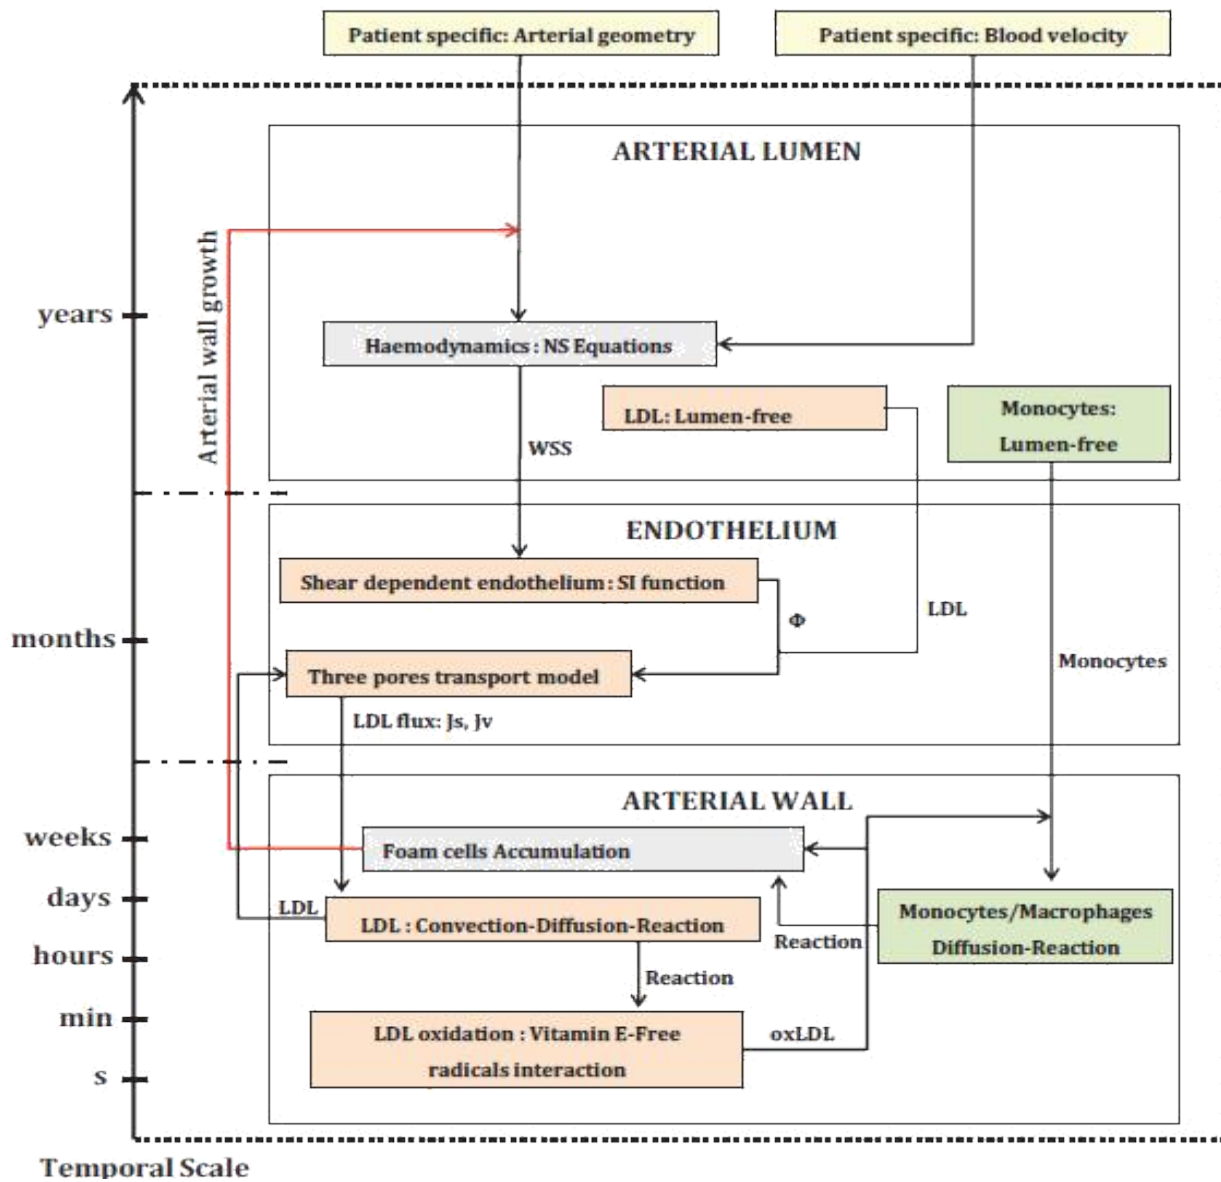 Patient specific: Arterial geometry
Patient specific: Blood velocity
ARTERIAL LUMEN
Arterial wall growth
years
Haemodynamics : NS Equations
LDL: Lumen-free
Monocytes:
Lumen-free
WSS
ENDOTHELIUM
Shear dependent endothelium : SI function
Φ
LDL
months
Three pores transport model
Monocytes
LDL flux: Js, Jv
ARTERIAL WALL
weeks
Foam cells Accumulation
days
LDL
LDL : Convection-Diffusion-Reaction
Monocytes/Macrophages
Diffusion-Reaction
Reaction
hours
Reaction
min
LDL oxidation : Vitamin E-Free
radicals interaction
oxLDL
s
Temporal Scale